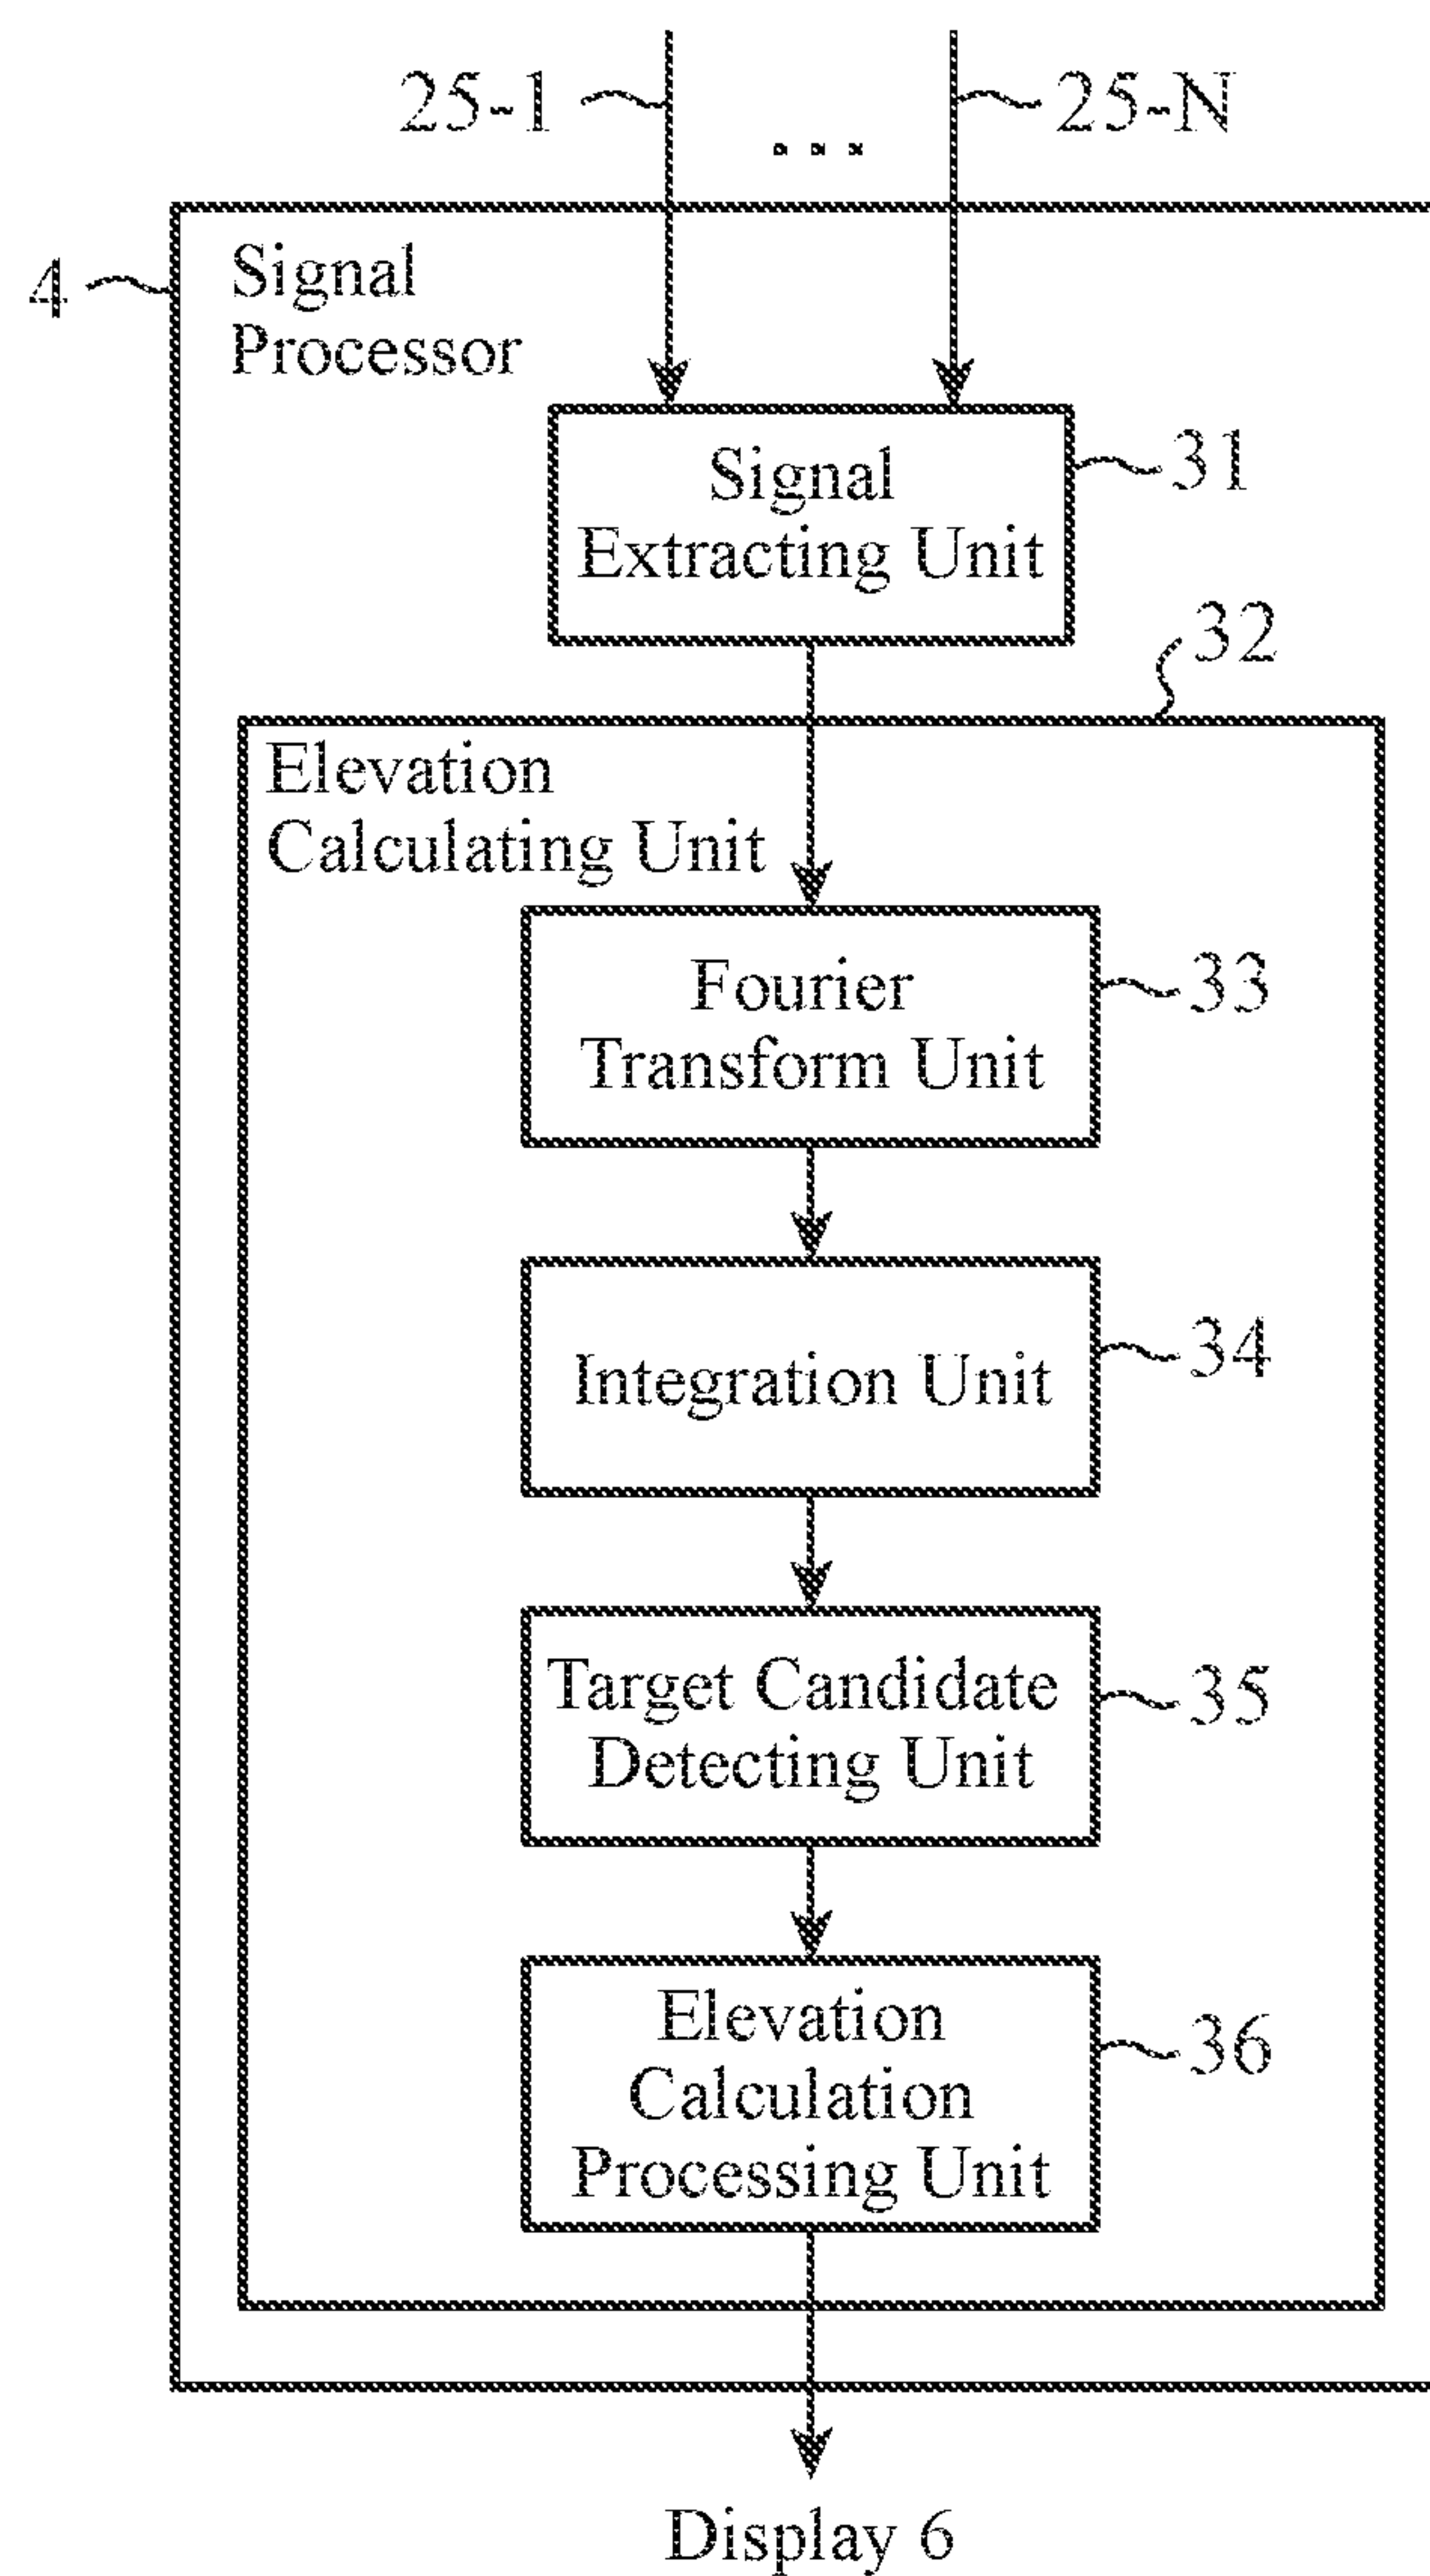 25-1
...
25-N
4
Signal
Processor
Signal
Extracting Unit
31
32
Elevation
Calculating Unit
Fourier
Transform Unit
33
Integration Unit
34
Target Candidate
Detecting Unit
35
Elevation
Calculation
Processing Unit
36
Display 6